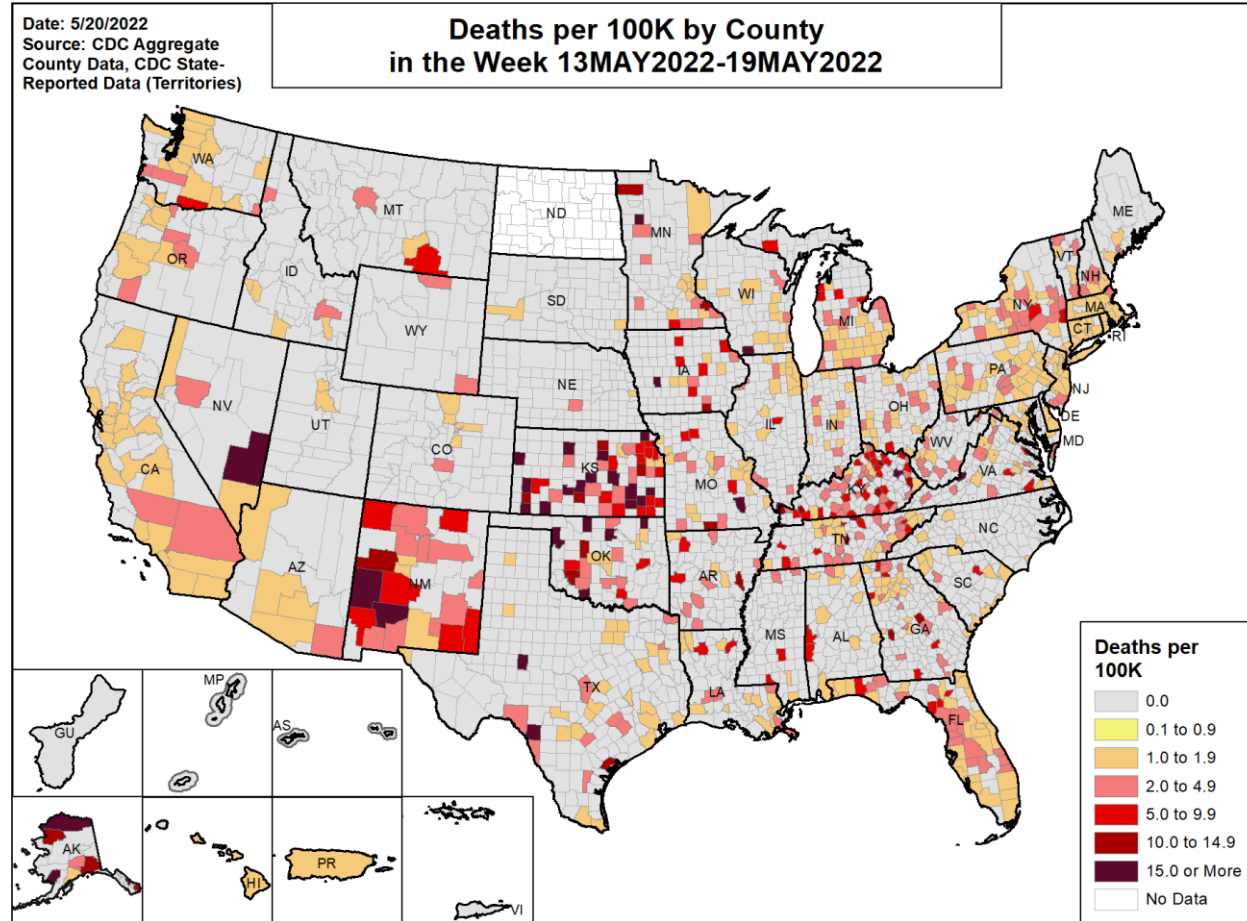 Date: 5/20/2022
Source: CDC Aggregate
County Data, CDC State-
Reported Data (Territories)
Deaths per 100K by County
in the Week 13MAY2022-19MAY2022
WA
MT
ND
MN
ME
OR
ID
SD
WI
MI
VT
NH
NY
MA
CT
RI
WY
NE
IA
PA
NJ
NV
UT
CO
KS
MO
IL
IN
OH
WV
DE
MD
VA
CA
KY
AZ
NM
OK
AR
TN
NC
SC
MS
AL
GA
TX
LA
FL
GU
MP
AS
AK
HI
PR
VI
Deaths per
100K
0.0
0.1 to 0.9
1.0 to 1.9
2.0 to 4.9
5.0 to 9.9
10.0 to 14.9
15.0 or More
No Data